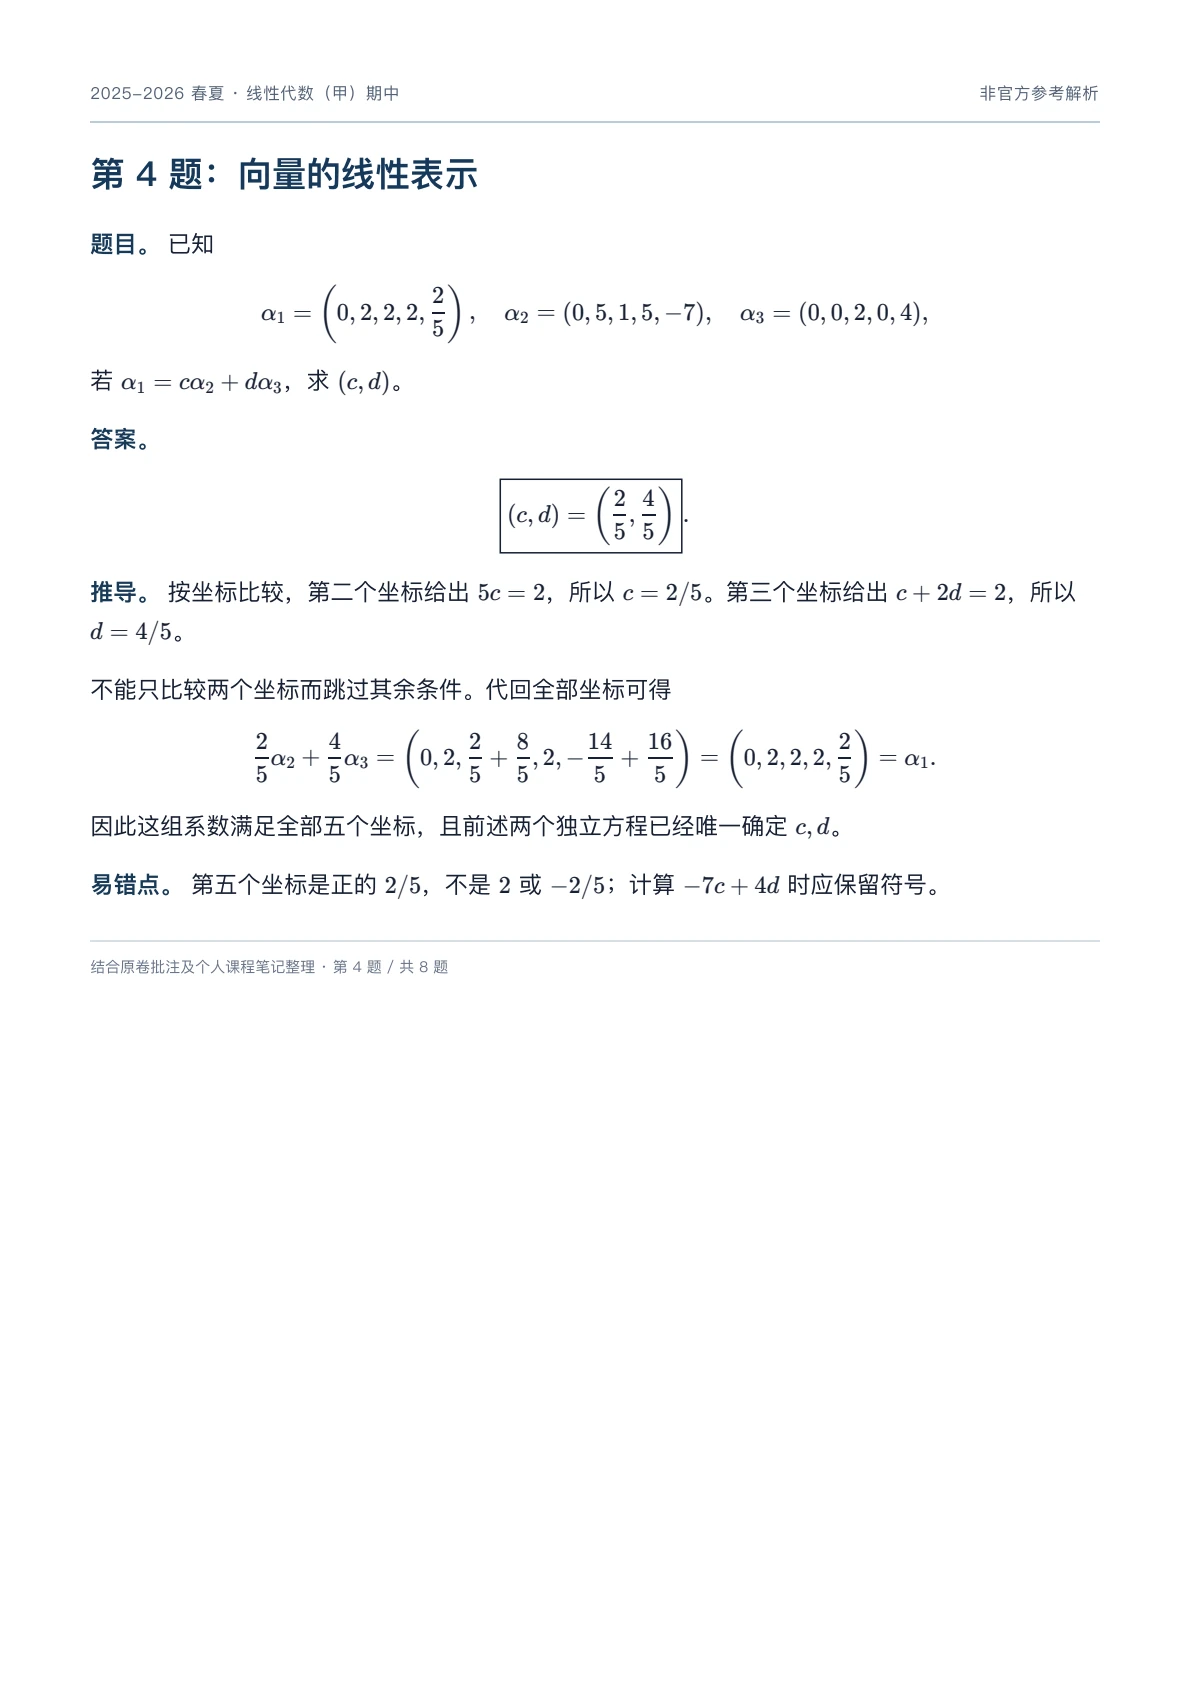 2025–2026 春夏 · 线性代数（甲）期中
非官方参考解析
第 4 题：向量的线性表示
题目。 已知
α₁ = (0, 2, 2, 2, 2/5), α₂ = (0, 5, 1, 5, −7), α₃ = (0, 0, 2, 0, 4),
若 α₁ = cα₂ + dα₃，求 (c, d)。
答案。
(c, d) = (2/5, 4/5).
推导。 按坐标比较，第二个坐标给出 5c = 2，所以 c = 2/5。第三个坐标给出 c + 2d = 2，所以
d = 4/5。
不能只比较两个坐标而跳过其余条件。代回全部坐标可得
2/5 α₂ + 4/5 α₃ = (0, 2, 2/5 + 8/5, 2, −14/5 + 16/5) = (0, 2, 2, 2, 2/5) = α₁.
因此这组系数满足全部五个坐标，且前述两个独立方程已经唯一确定 c, d。
易错点。 第五个坐标是正的 2/5，不是 2 或 −2/5；计算 −7c + 4d 时应保留符号。
结合原卷批注及个人课程笔记整理 · 第 4 题 / 共 8 题